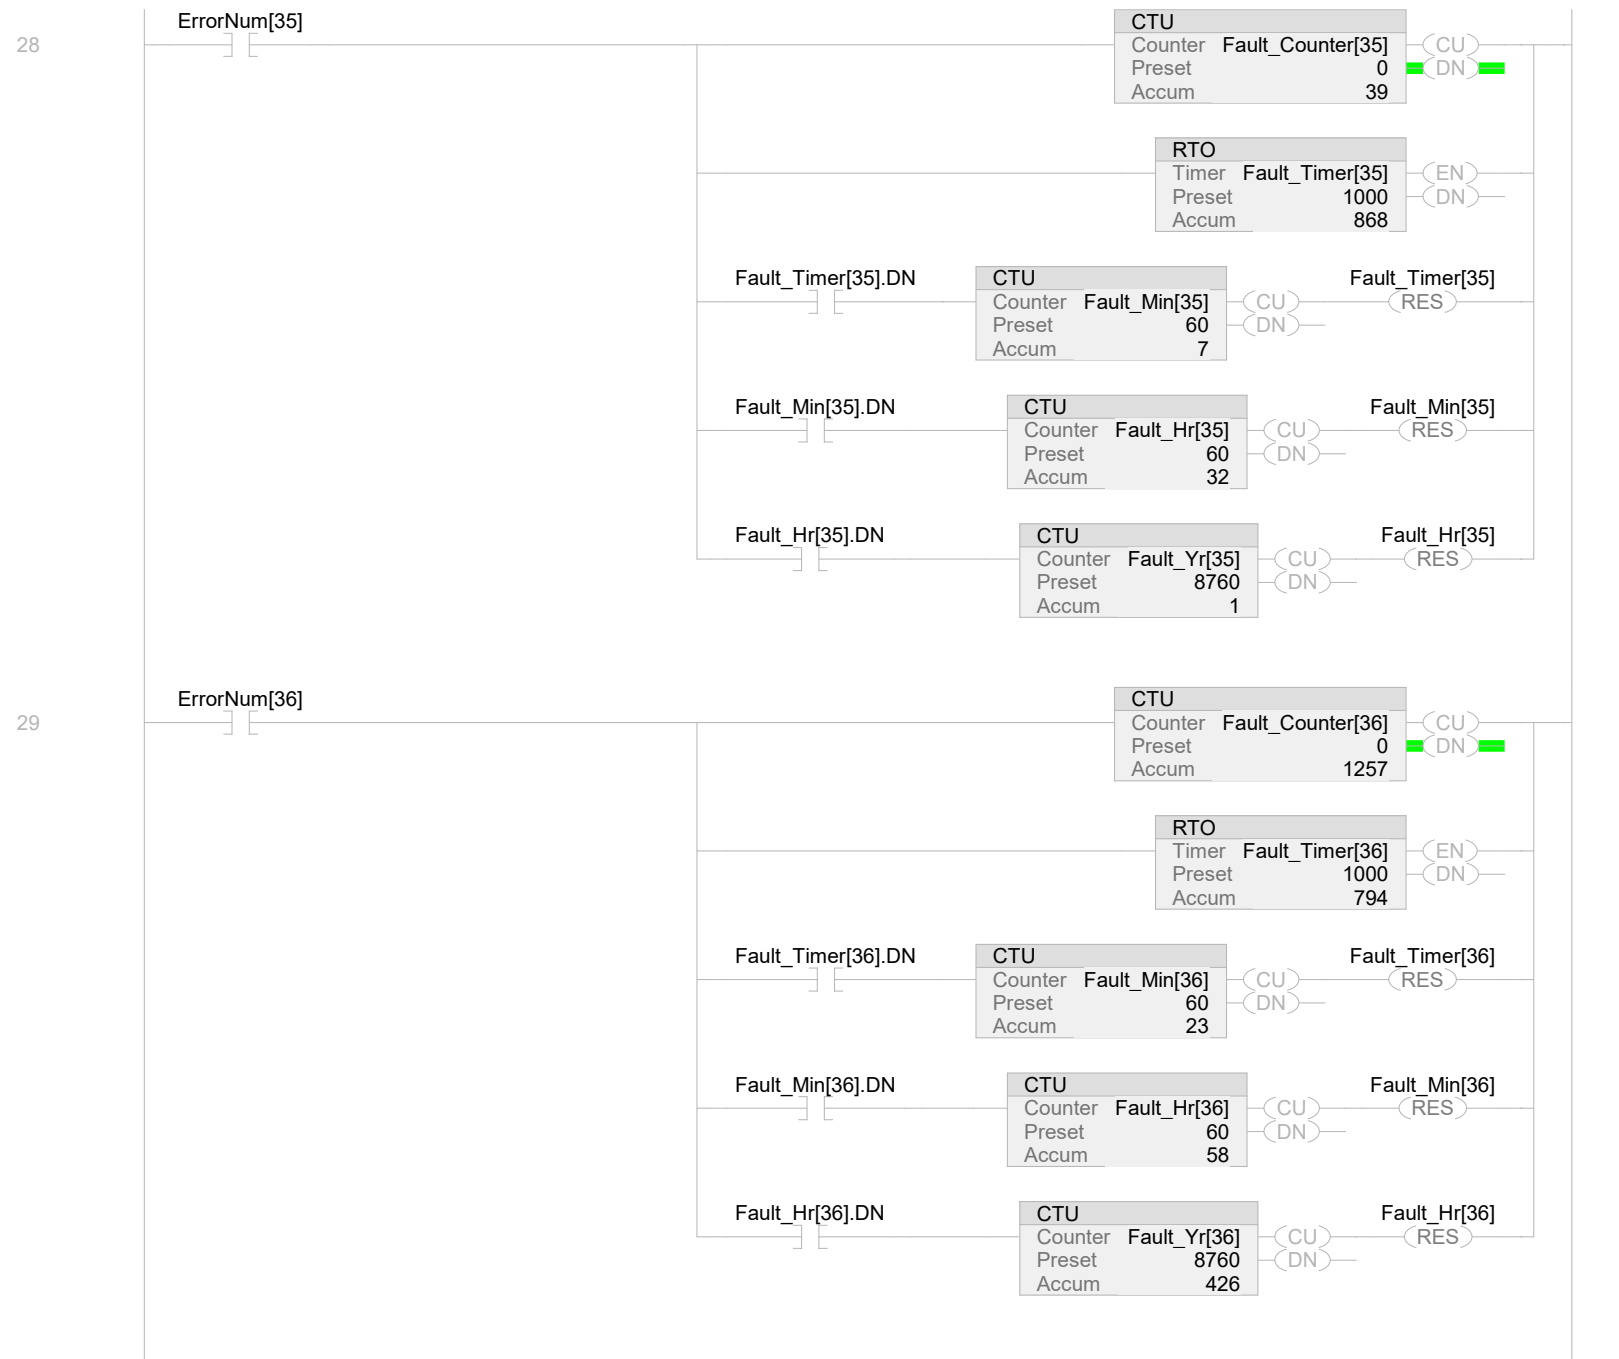 28
ErrorNum[35]
CTU
Counter Fault_Counter[35] CU
Preset 0 DN
Accum 39
RTO
Timer Fault_Timer[35] EN
Preset 1000 DN
Accum 868
Fault_Timer[35].DN
CTU
Counter Fault_Min[35] CU
Preset 60 DN
Accum 7
Fault_Timer[35]
RES
Fault_Min[35].DN
CTU
Counter Fault_Hr[35] CU
Preset 60 DN
Accum 32
Fault_Min[35]
RES
Fault_Hr[35].DN
CTU
Counter Fault_Yr[35] CU
Preset 8760 DN
Accum 1
Fault_Hr[35]
RES
29
ErrorNum[36]
CTU
Counter Fault_Counter[36] CU
Preset 0 DN
Accum 1257
RTO
Timer Fault_Timer[36] EN
Preset 1000 DN
Accum 794
Fault_Timer[36].DN
CTU
Counter Fault_Min[36] CU
Preset 60 DN
Accum 23
Fault_Timer[36]
RES
Fault_Min[36].DN
CTU
Counter Fault_Hr[36] CU
Preset 60 DN
Accum 58
Fault_Min[36]
RES
Fault_Hr[36].DN
CTU
Counter Fault_Yr[36] CU
Preset 8760 DN
Accum 426
Fault_Hr[36]
RES